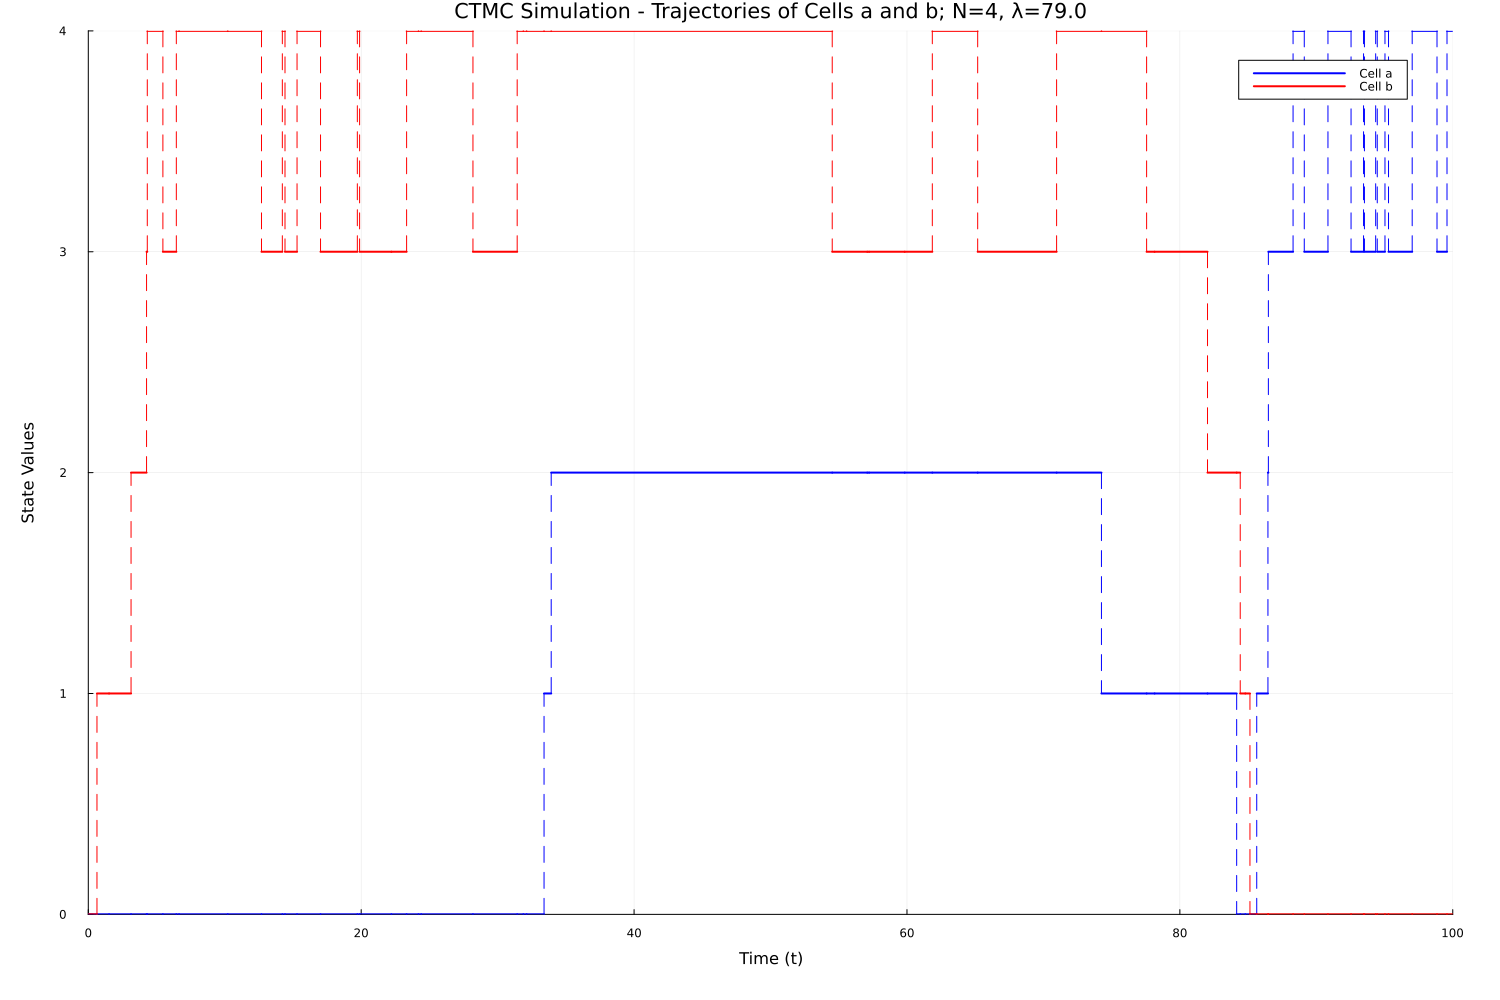 CTMC Simulation - Trajectories of Cells a and b; N=4, λ=79.0
4
Cell a
Cell b
3
State Values
2
1
0
0 20 40 60 80 100
Time (t)